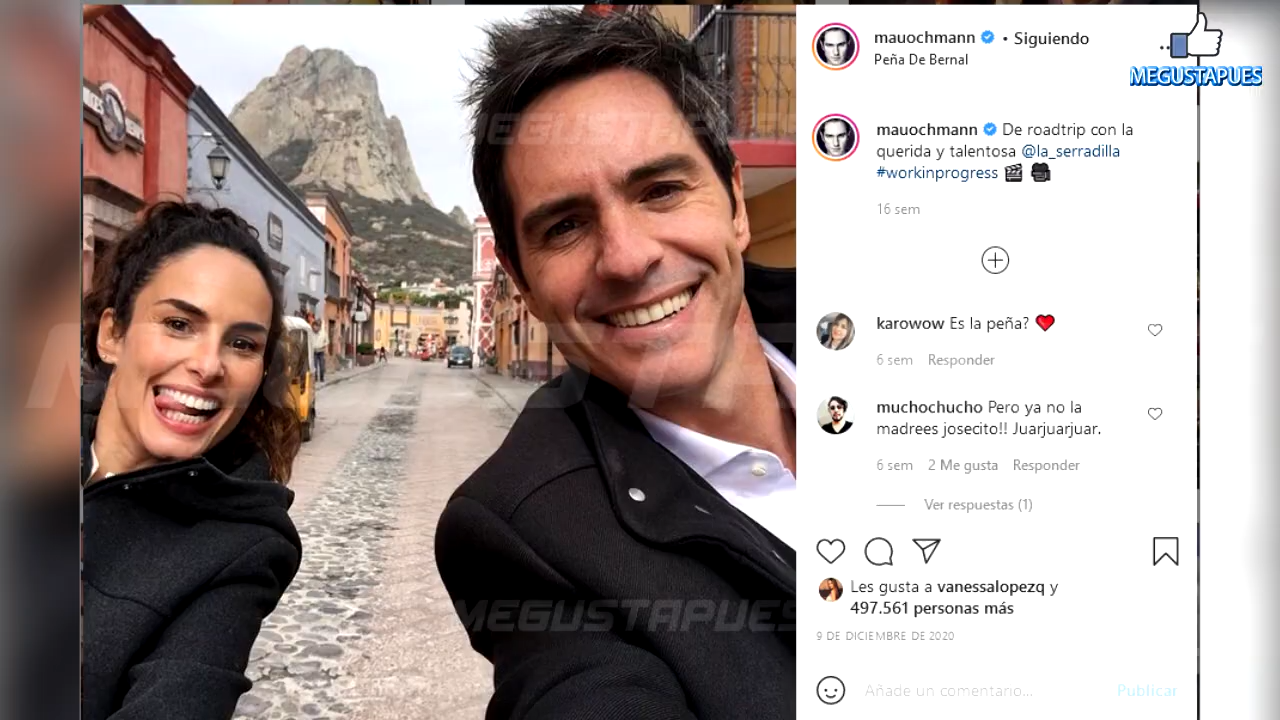 mauochmann • Siguiendo
Peña De Bernal
MEGUSTAPUES
mauochmann De roadtrip con la
querida y talentosa @la_serradilla
#workinprogress
16 sem
karowow Es la peña?
6 sem Responder
muchochucho Pero ya no la
madrees josecito!! Juarjuarjuar.
6 sem 2 Me gusta Responder
Ver respuestas (1)
Les gusta a vanessalopezq y
497.561 personas más
9 DE DICIEMBRE DE 2020
Añade un comentario... Publicar
MEGUSTAPUES
MEGUSTAPUES